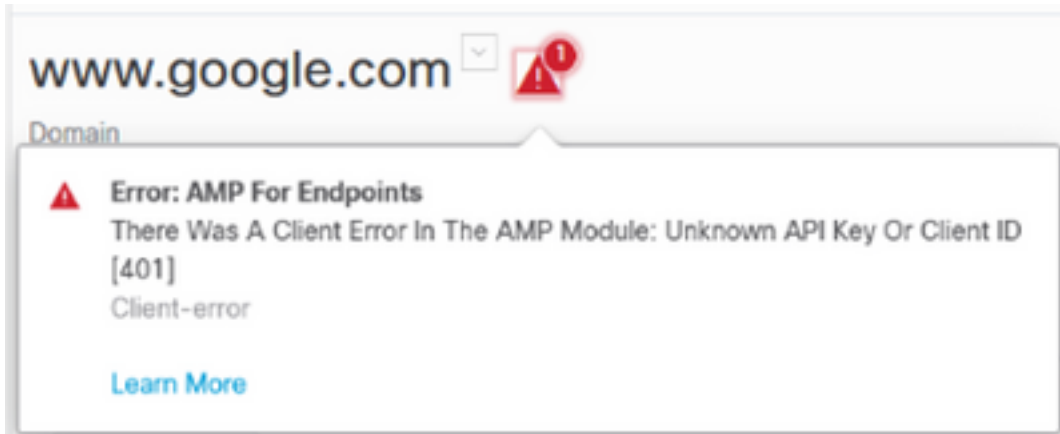 www.google.com
1
Domain
Error: AMP For Endpoints
There Was A Client Error In The AMP Module: Unknown API Key Or Client ID
[401]
Client-error
Learn More